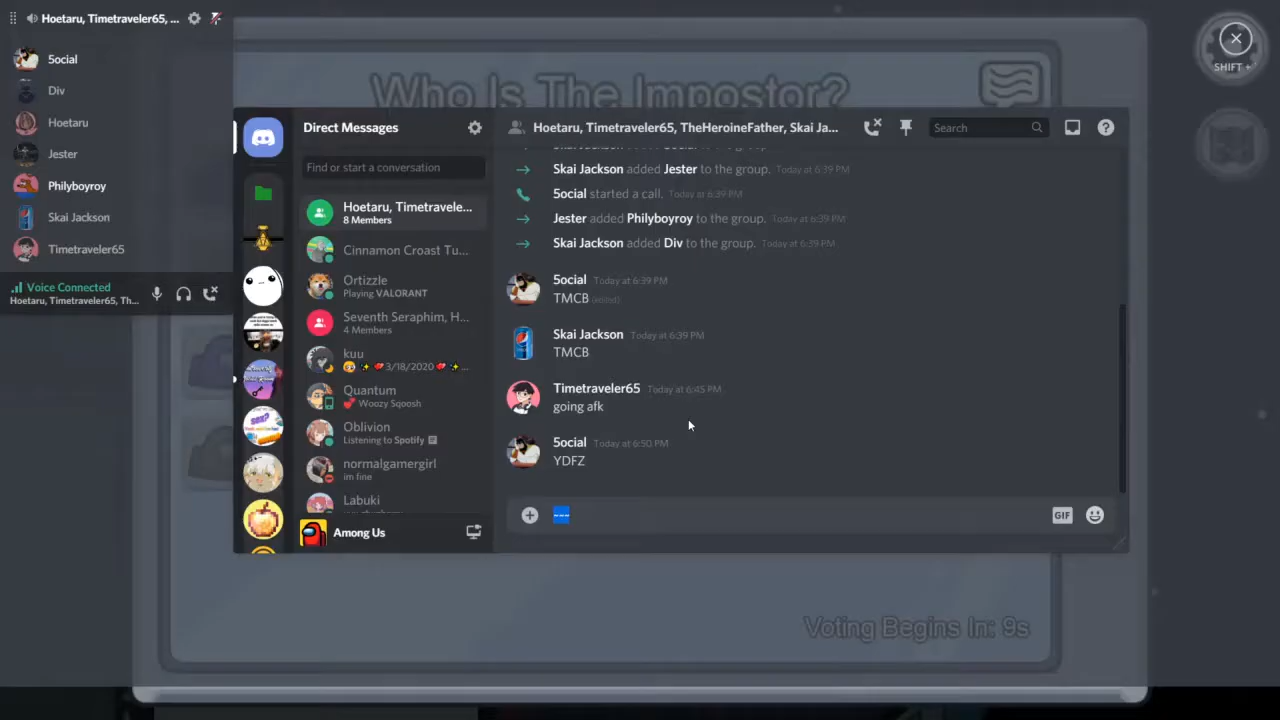 Hoetaru, Timetraveler65, ...
5ocial
Div
Hoetaru
Jester
Philyboyroy
Skai Jackson
Timetraveler65
Voice Connected
Hoetaru, Timetraveler65, Th...
Who Is The Impostor?
SHIFT +
Direct Messages
Find or start a conversation
Hoetaru, Timetravele...
8 Members
Cinnamon Croast Tu...
Ortizzle
Playing VALORANT
Seventh Seraphim, H...
4 Members
kuu
3/18/2020
Quantum
Woozy Sqoosh
Oblivion
Listening to Spotify
normalgamergirl
im fine
Labuki
Among Us
Hoetaru, Timetraveler65, TheHeroineFather, Skai Ja...
Search
Skai Jackson added Jester to the group. Today at 6:39 PM
5ocial started a call. Today at 6:39 PM
Jester added Philyboyroy to the group. Today at 6:39 PM
Skai Jackson added Div to the group. Today at 6:39 PM
5ocial Today at 6:39 PM
TMCB (edited)
Skai Jackson Today at 6:39 PM
TMCB
Timetraveler65 Today at 6:45 PM
going afk
5ocial Today at 6:50 PM
YDFZ
---
GIF
Voting Begins In: 9s